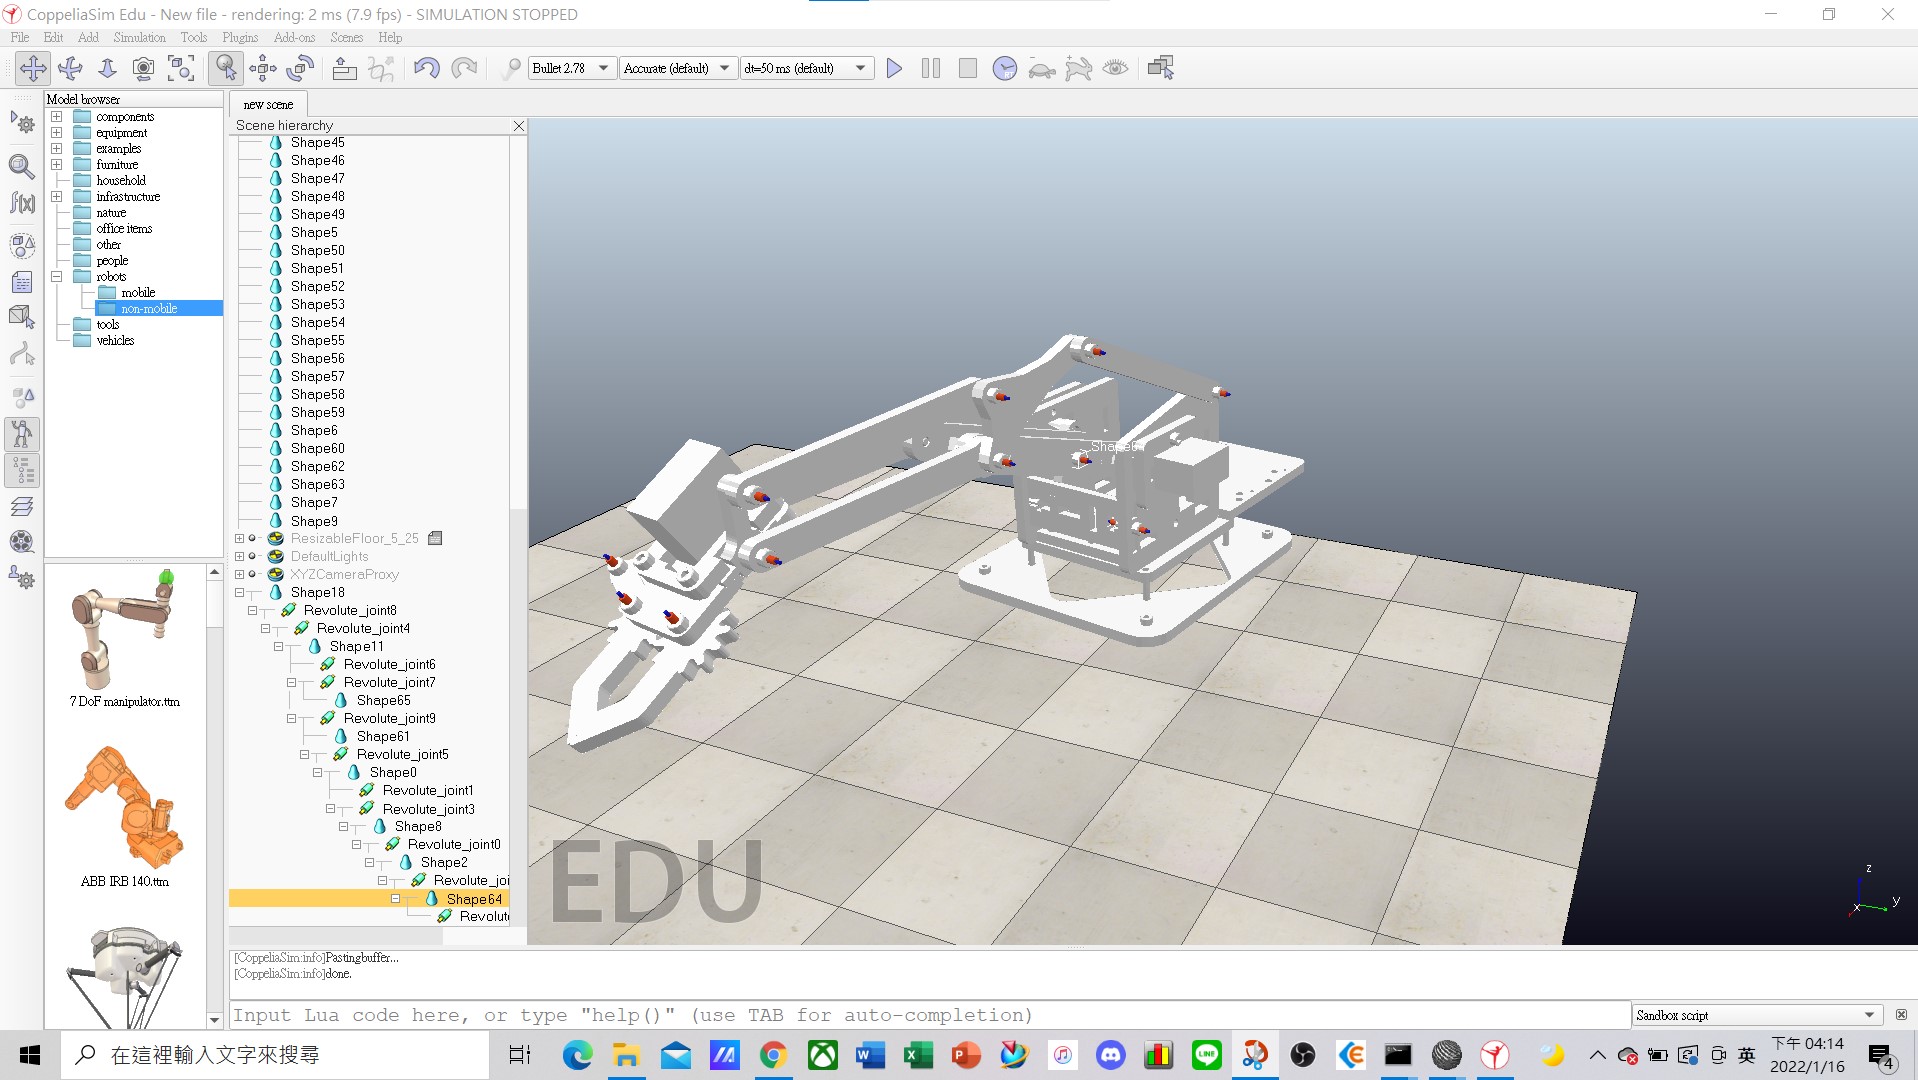 CoppeliaSim Edu - New file - rendering: 2 ms (7.9 fps) - SIMULATION STOPPED
File Edit Add Simulation Tools Plugins Add-ons Scenes Help
Bullet 2.78 Accurate (default) dt=50 ms (default)
Model browser
components
equipment
examples
furniture
household
infrastructure
nature
office items
other
people
robots
mobile
non-mobile
tools
vehicles
7 DoF manipulator.ttm
ABB IRB 140.ttm
new scene
Scene hierarchy
Shape45
Shape46
Shape47
Shape48
Shape49
Shape5
Shape50
Shape51
Shape52
Shape53
Shape54
Shape55
Shape56
Shape57
Shape58
Shape59
Shape6
Shape60
Shape62
Shape63
Shape7
Shape9
ResizableFloor_5_25
DefaultLights
XYZCameraProxy
Shape18
Revolute_joint8
Revolute_joint4
Shape11
Revolute_joint6
Revolute_joint7
Shape65
Revolute_joint9
Shape61
Revolute_joint5
Shape0
Revolute_joint1
Revolute_joint3
Shape8
Revolute_joint0
Shape2
Revolute_joi
Shape64
Revolut
EDU
z
x
y
[CoppeliaSim:info]Pasting buffer...
[CoppeliaSim:info]done.
Input Lua code here, or type "help()" (use TAB for auto-completion)
Sandbox script
在這裡輸入文字來搜尋
英
下午 04:14
2022/1/16
4